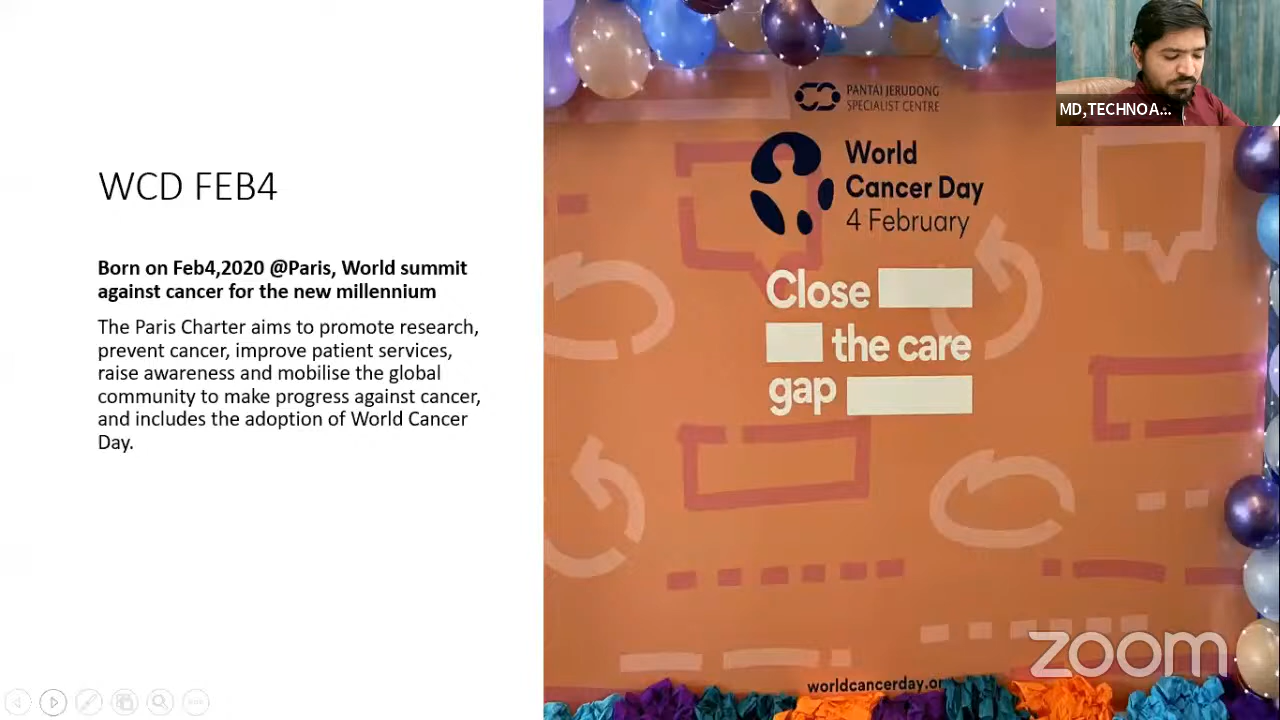 WCD FEB4
Born on Feb4,2020 @Paris, World summit
against cancer for the new millennium
The Paris Charter aims to promote research,
prevent cancer, improve patient services,
raise awareness and mobilise the global
community to make progress against cancer,
and includes the adoption of World Cancer
Day.
PANTAI JERUDONG
SPECIALIST CENTRE
World
Cancer Day
4 February
Close
the care
gap
worldcancerday.or
MD,TECHNO A...
zoom